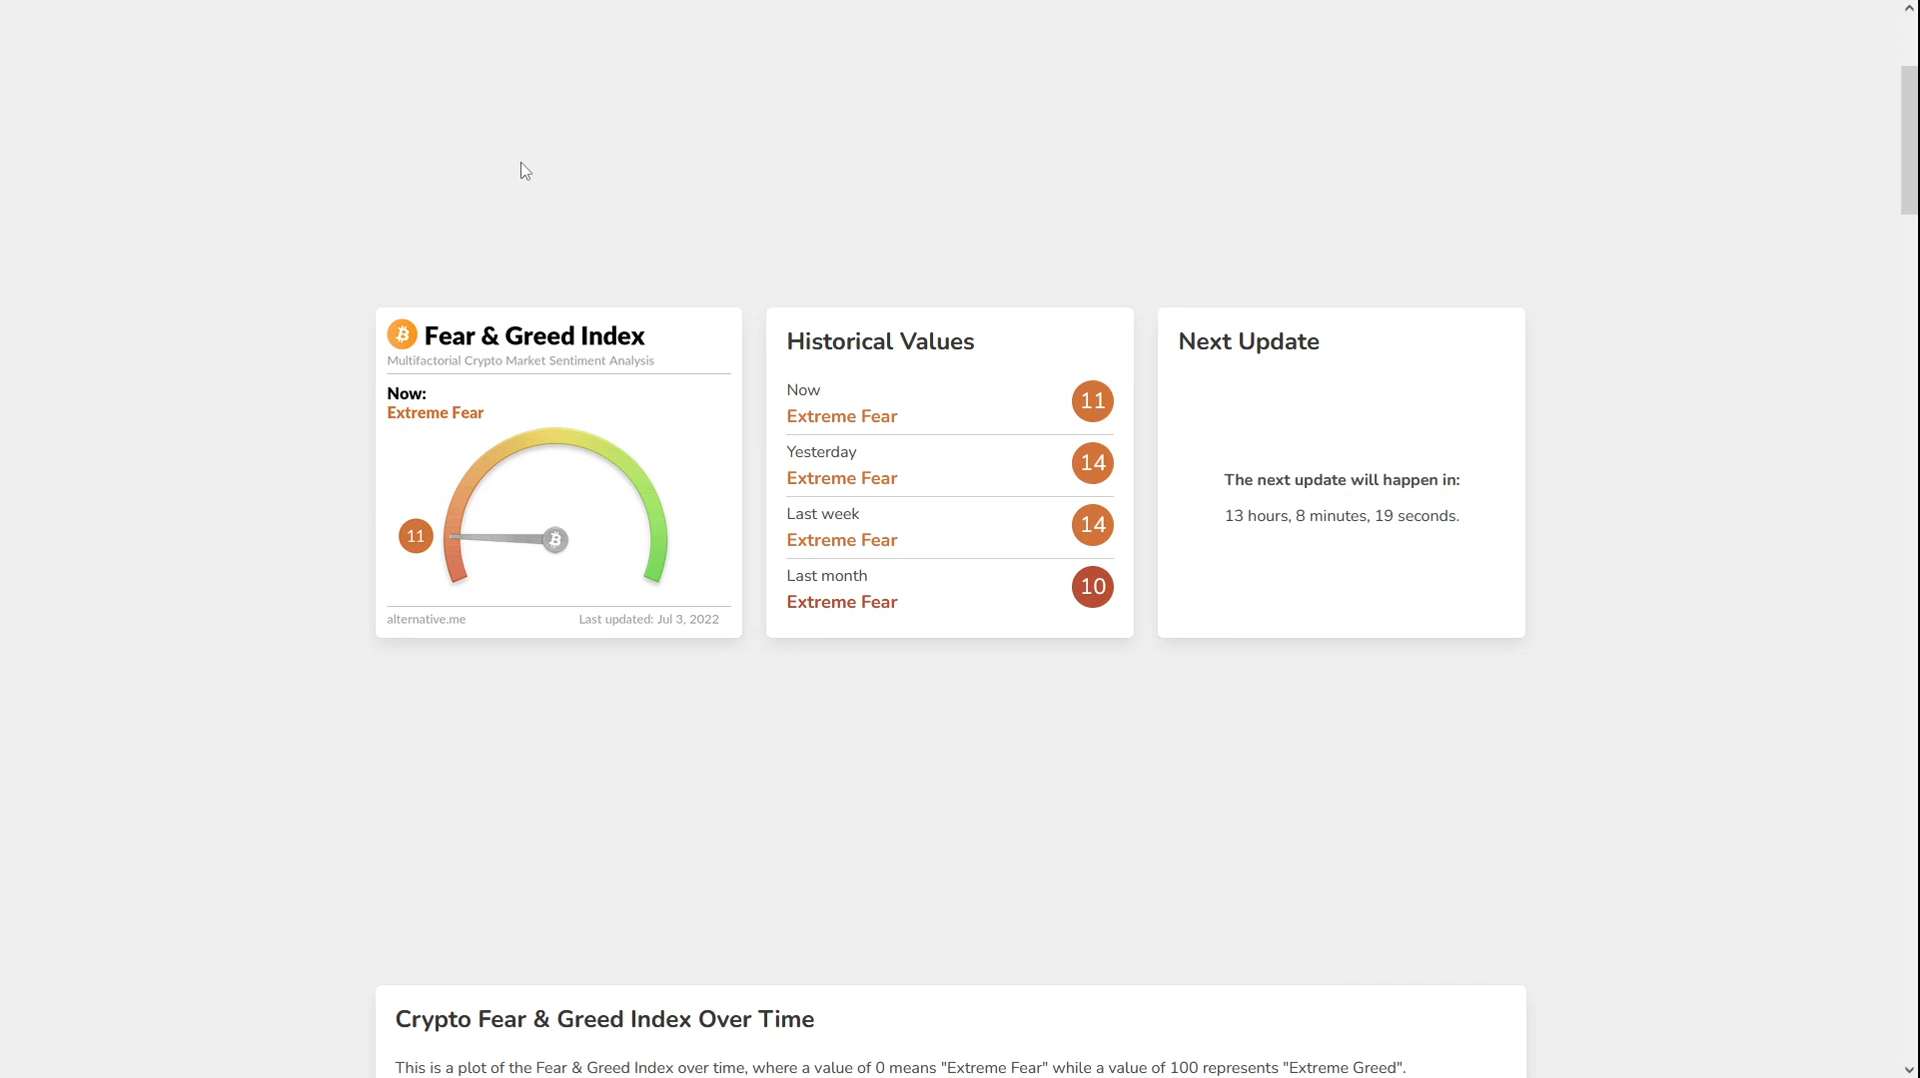 Fear & Greed Index
Multifactorial Crypto Market Sentiment Analysis
Now:
Extreme Fear
11
alternative.me
Last updated: Jul 3, 2022
Historical Values
Now
Extreme Fear
11
Yesterday
Extreme Fear
14
Last week
Extreme Fear
14
Last month
Extreme Fear
10
Next Update
The next update will happen in:
13 hours, 8 minutes, 19 seconds.
Crypto Fear & Greed Index Over Time
This is a plot of the Fear & Greed Index over time, where a value of 0 means "Extreme Fear" while a value of 100 represents "Extreme Greed".